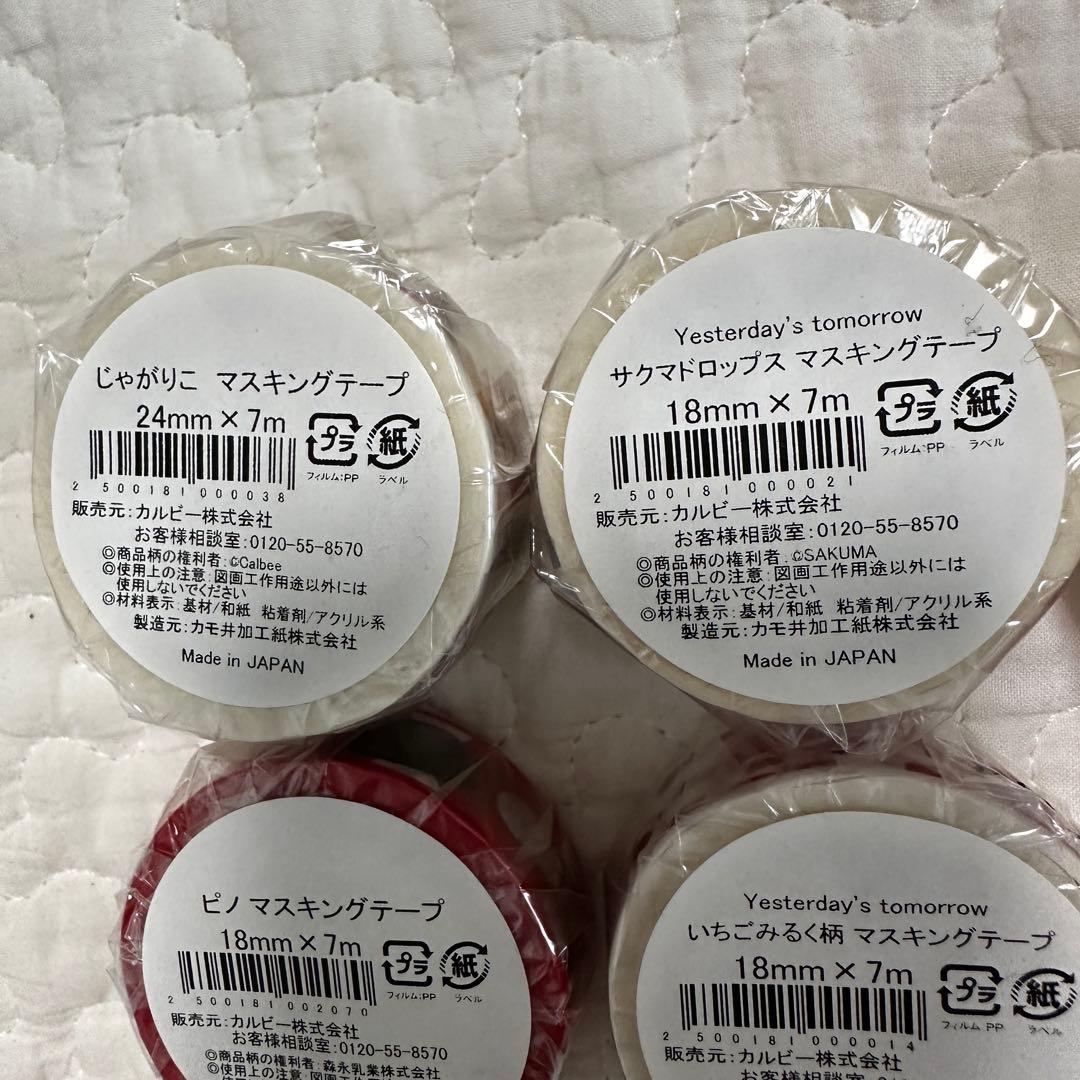 じゃがりこ マスキングテープ
24mm×7m
プラ
紙
フィルム:PP
ラベル
2 500181 000038
販売元:カルビー株式会社
お客様相談室:0120-55-8570
◎商品柄の権利者:©Calbee
◎使用上の注意:図画工作用途以外には
使用しないでください
◎材料表示:基材/和紙 粘着剤/アクリル系
製造元:カモ井加工紙株式会社
Made in JAPAN
Yesterday's tomorrow
サクマドロップス マスキングテープ
18mm×7m
プラ
紙
フィルム:PP
ラベル
2 500181 000021
販売元:カルビー株式会社
お客様相談室:0120-55-8570
◎商品柄の権利者:©SAKUMA
◎使用上の注意:図画工作用途以外には
使用しないでください
◎材料表示:基材/和紙 粘着剤/アクリル系
製造元:カモ井加工紙株式会社
Made in JAPAN
ピノ マスキングテープ
18mm×7m
プラ
紙
フィルム:PP
ラベル
2 500181 002070
販売元:カルビー株式会社
お客様相談室:0120-55-8570
◎商品柄の権利者:森永乳業株式会社
◎使用上の注意:図画工作用途以外には
Yesterday's tomorrow
いちごみるく柄 マスキングテープ
18mm×7m
プラ
紙
フィルム PP
ラベル
2 500181 000014
販売元:カルビー株式会社